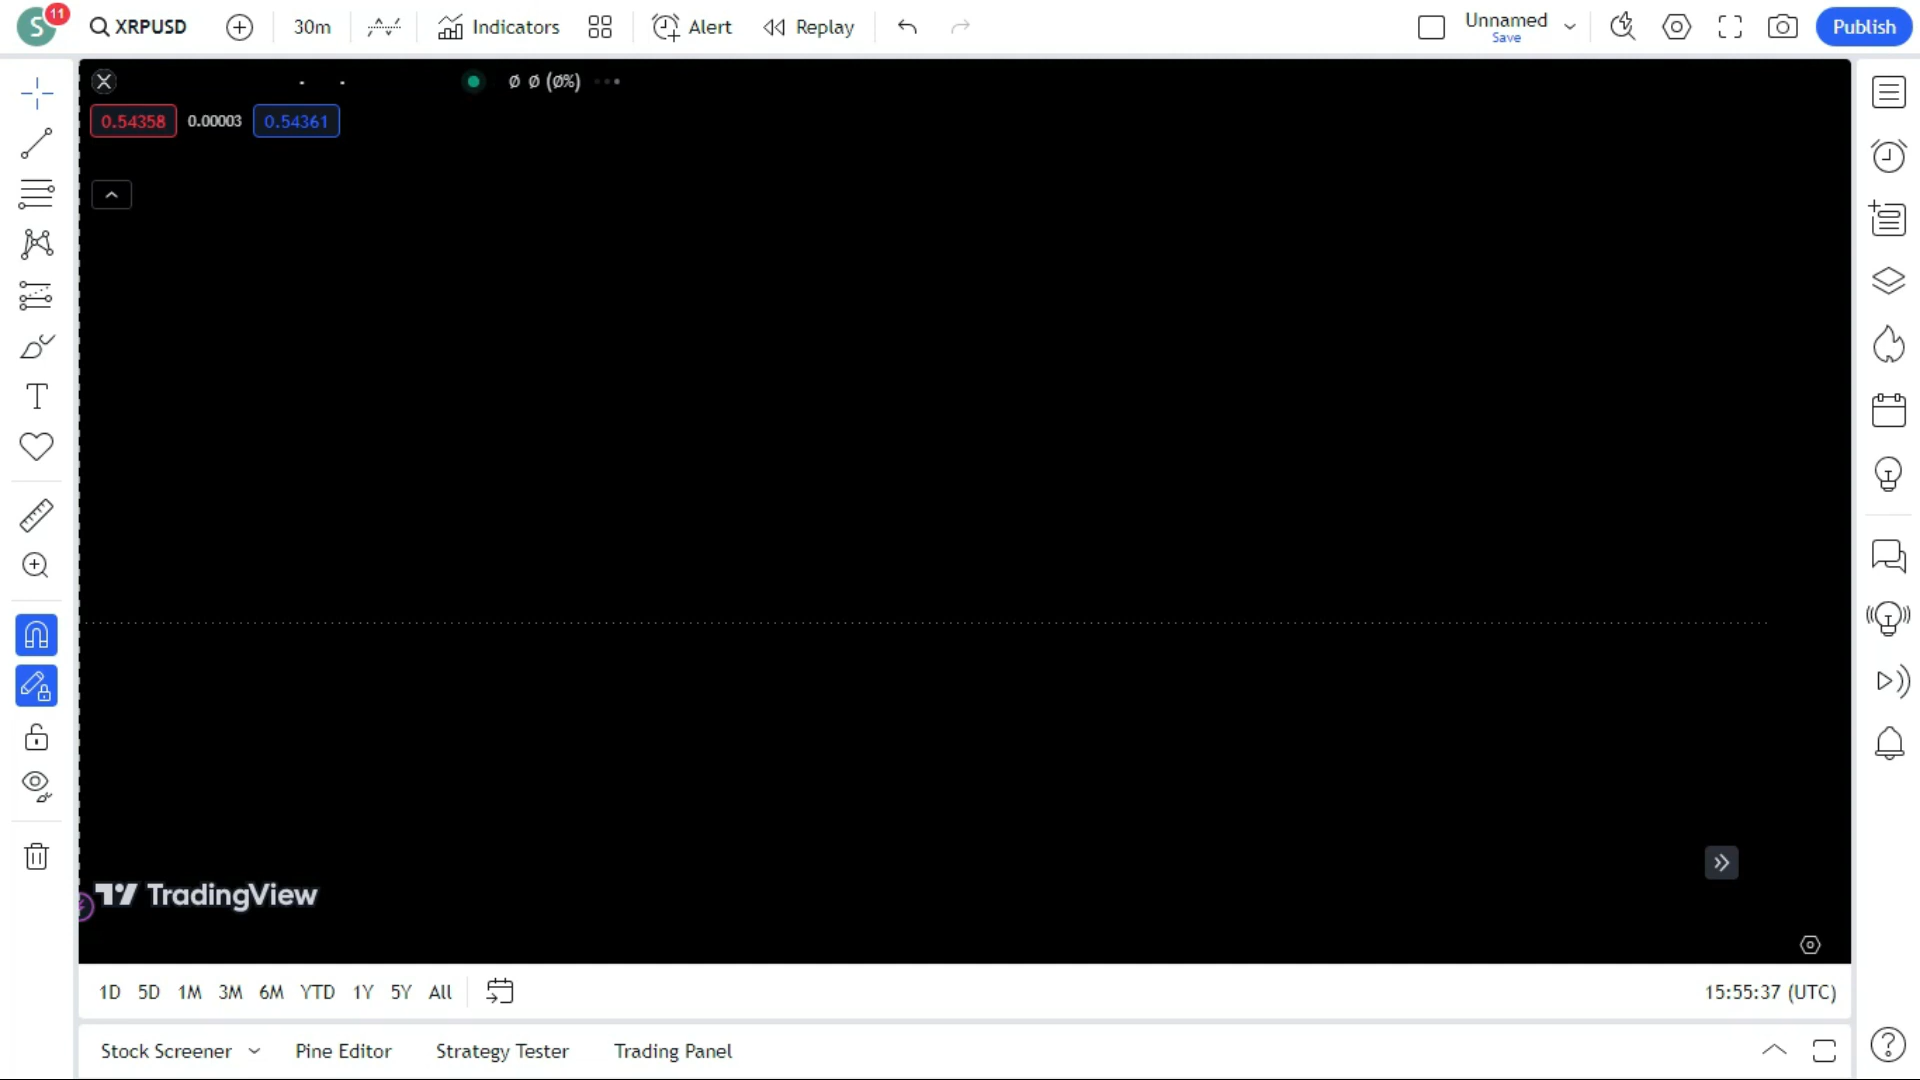 S 11 XRPUSD 30m Indicators Alert Replay Unnamed Save Publish
Ø Ø (Ø%)
0.54358 0.00003 0.54361
TradingView
1D 5D 1M 3M 6M YTD 1Y 5Y All 15:55:37 (UTC)
Stock Screener Pine Editor Strategy Tester Trading Panel